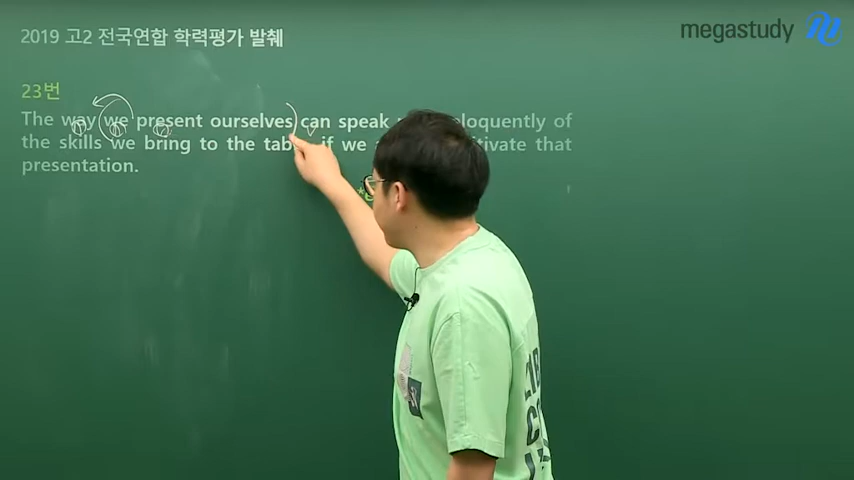 2019 고2 전국연합 학력평가 발췌
megastudy
23번
The way we present ourselves can speak eloquently of
the skills we bring to the if we that
presentation.